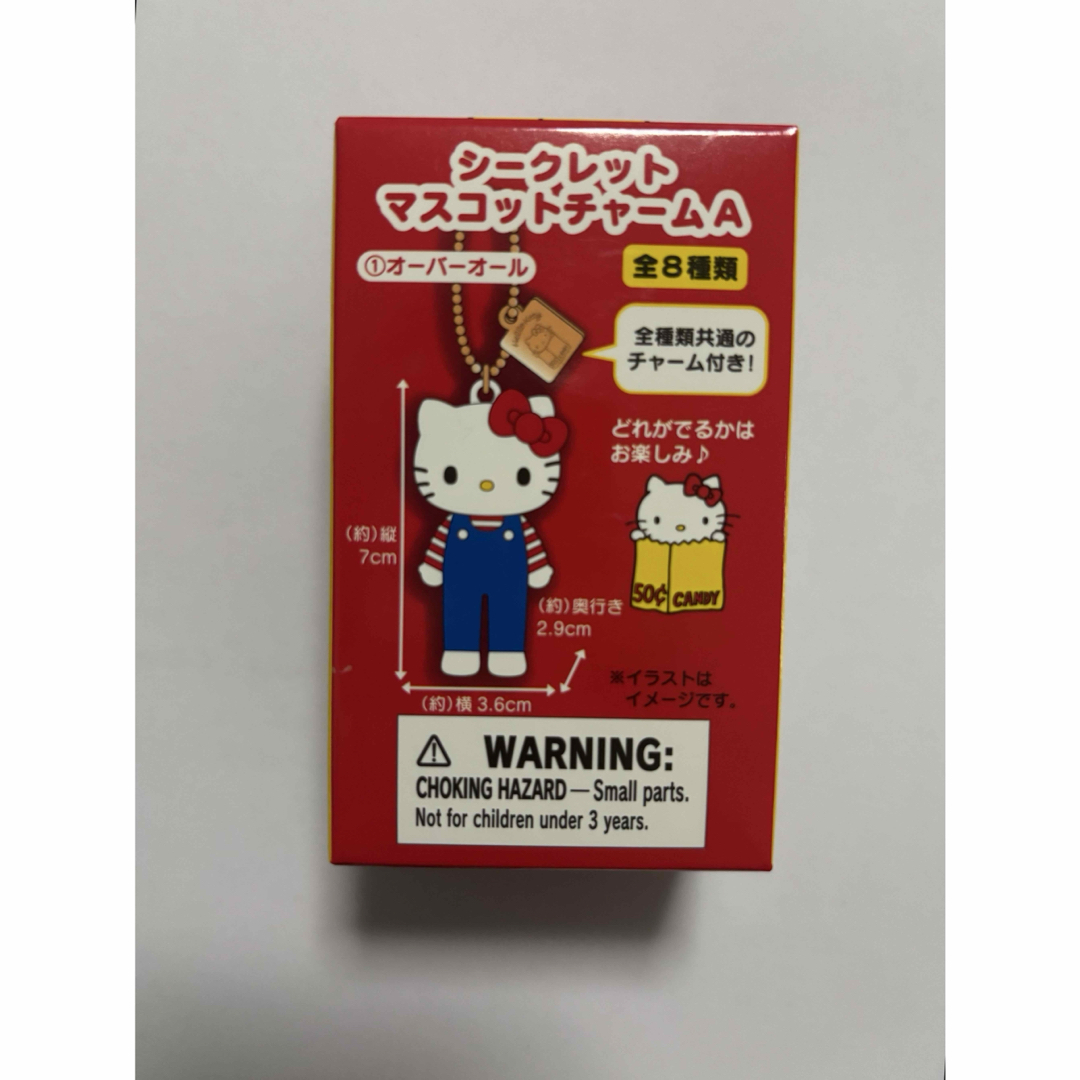 シークレット
マスコットチャームA
①オーバーオール
全8種類
全種類共通の
チャーム付き!
どれがでるかは
お楽しみ♪
(約)縦
7cm
50¢ CANDY
(約)奥行き
2.9cm
(約)横 3.6cm
※イラストは
イメージです。
⚠ WARNING:
CHOKING HAZARD — Small parts.
Not for children under 3 years.